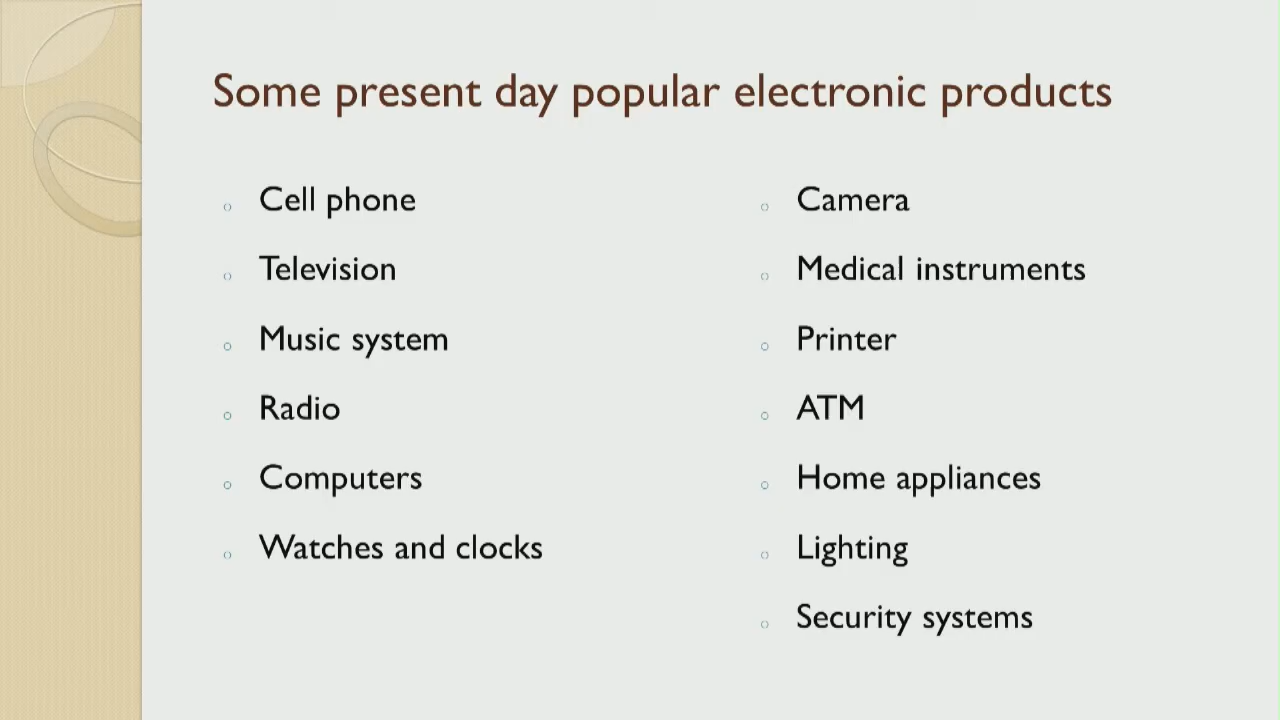 Some present day popular electronic products
Cell phone
Television
Music system
Radio
Computers
Watches and clocks
Camera
Medical instruments
Printer
ATM
Home appliances
Lighting
Security systems